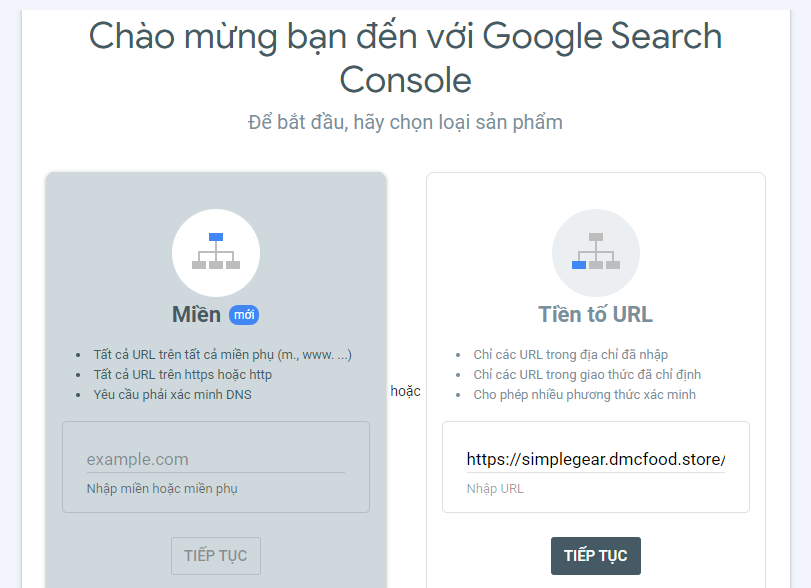 Chào mừng bạn đến với Google Search
Console
Để bắt đầu, hãy chọn loại sản phẩm
Miền mới
Tất cả URL trên tất cả miền phụ (m., www. ...)
Tất cả URL trên https hoặc http
Yêu cầu phải xác minh DNS
example.com
Nhập miền hoặc miền phụ
TIẾP TỤC
hoặc
Tiền tố URL
Chỉ các URL trong địa chỉ đã nhập
Chỉ các URL trong giao thức đã chỉ định
Cho phép nhiều phương thức xác minh
https://simplegear.dmcfood.store/
Nhập URL
TIẾP TỤC